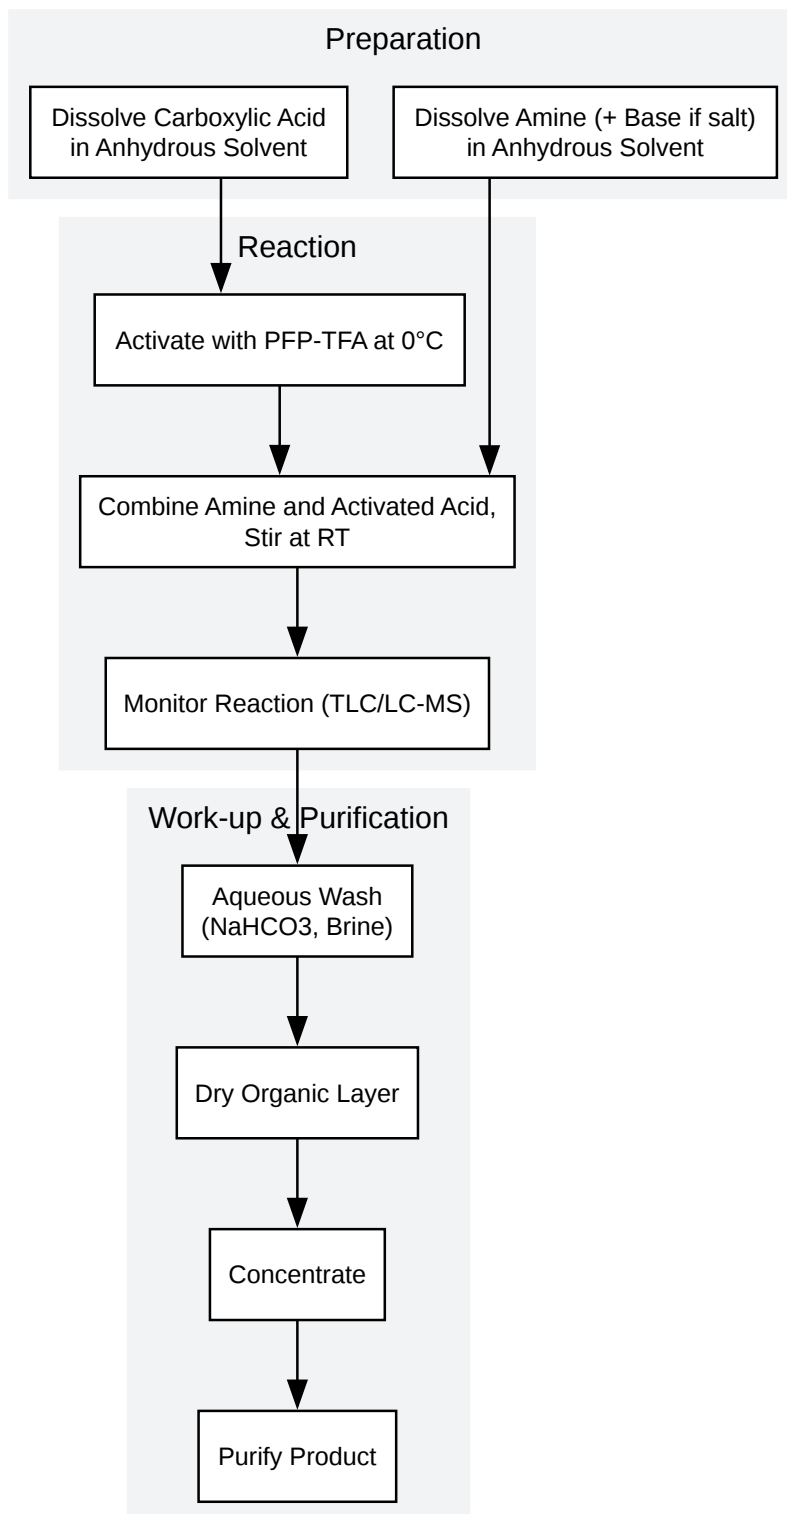 Preparation
Dissolve Carboxylic Acid
in Anhydrous Solvent
Dissolve Amine (+ Base if salt)
in Anhydrous Solvent
Reaction
Activate with PFP-TFA at 0°C
Combine Amine and Activated Acid,
Stir at RT
Monitor Reaction (TLC/LC-MS)
Work-up & Purification
Aqueous Wash
(NaHCO3, Brine)
Dry Organic Layer
Concentrate
Purify Product